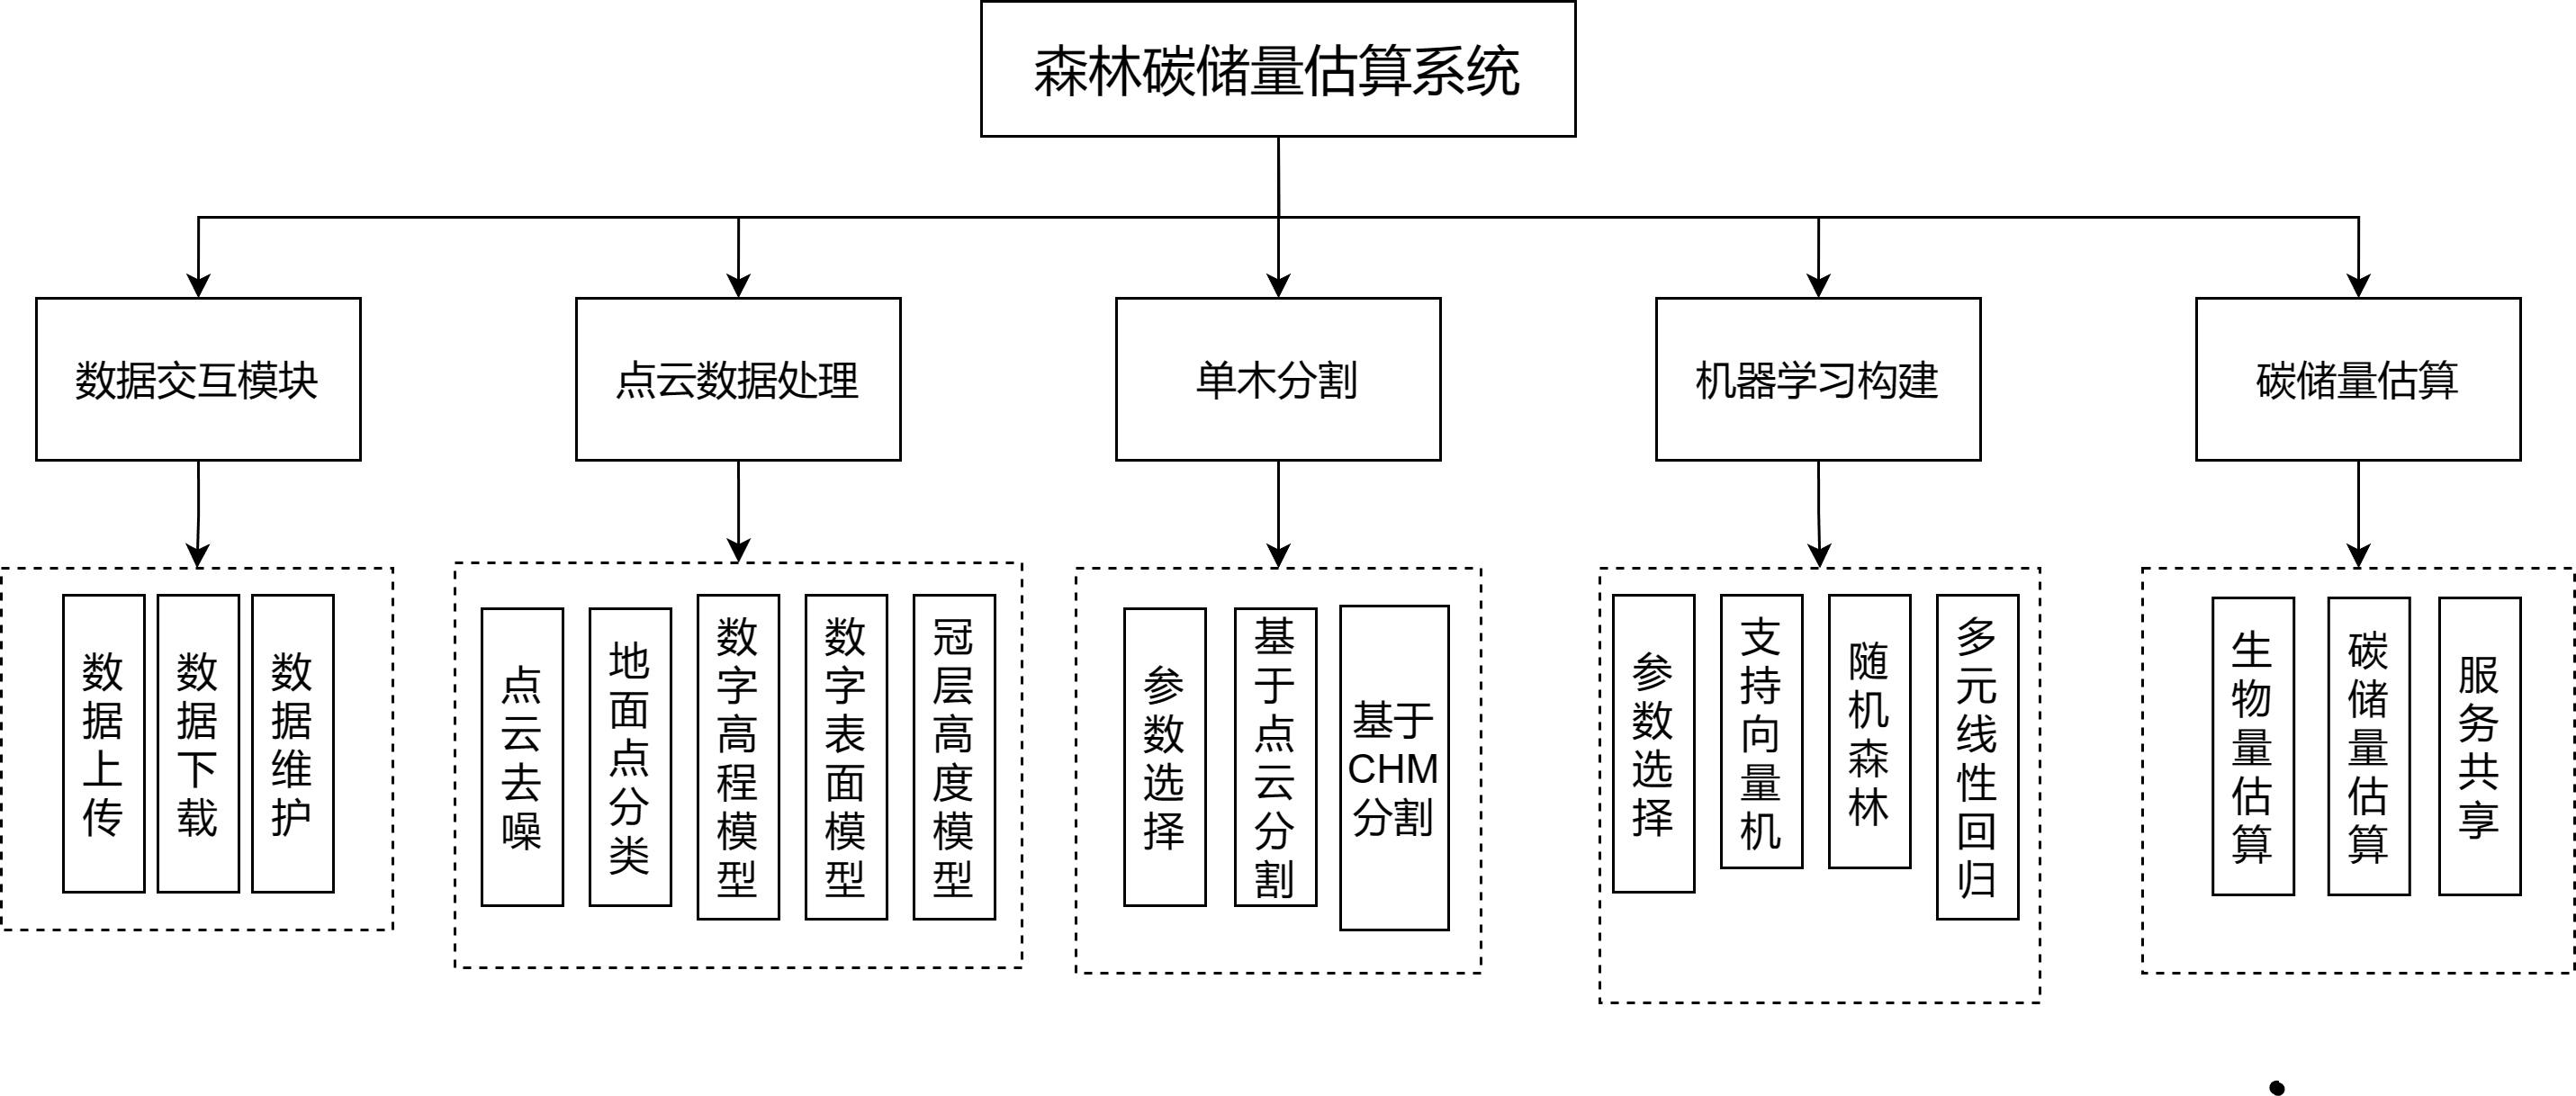 森林碳储量估算系统
数据交互模块
点云数据处理
单木分割
机器学习构建
碳储量估算
数据上传
数据下载
数据维护
点云去噪
地面点分类
数字高程模型
数字表面模型
冠层高度模型
参数选择
基于点云分割
基于
CHM
分割
参数选择
支持向量机
随机森林
多元线性回归
生物量估算
碳储量估算
服务共享